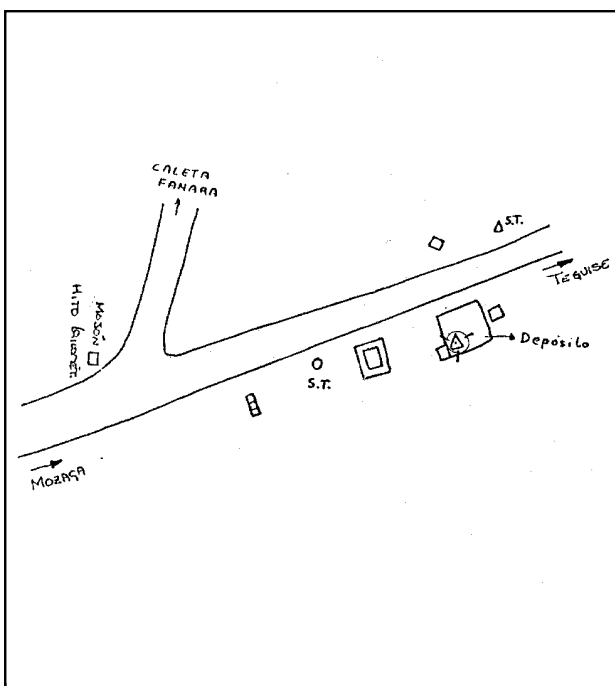 CALETA
FAMARA
S.T.
TEGUISE
MOJÓN
HITO
Depósito
S.T.
MOZAGA